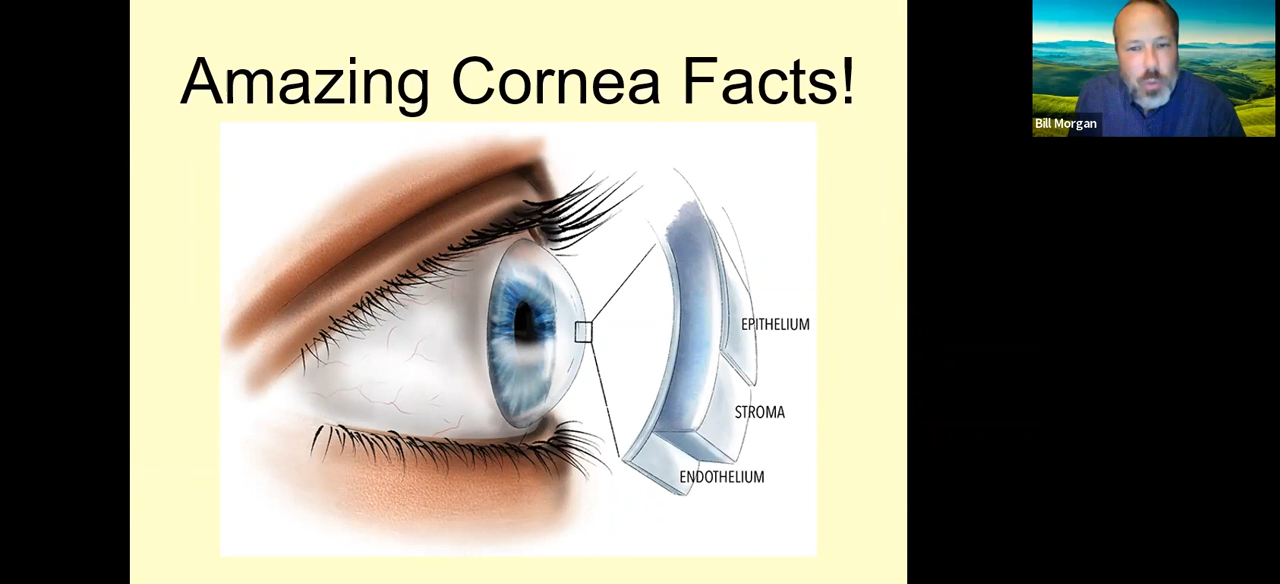 Amazing Cornea Facts!
Bill Morgan
EPITHELIUM
STROMA
ENDOTHELIUM